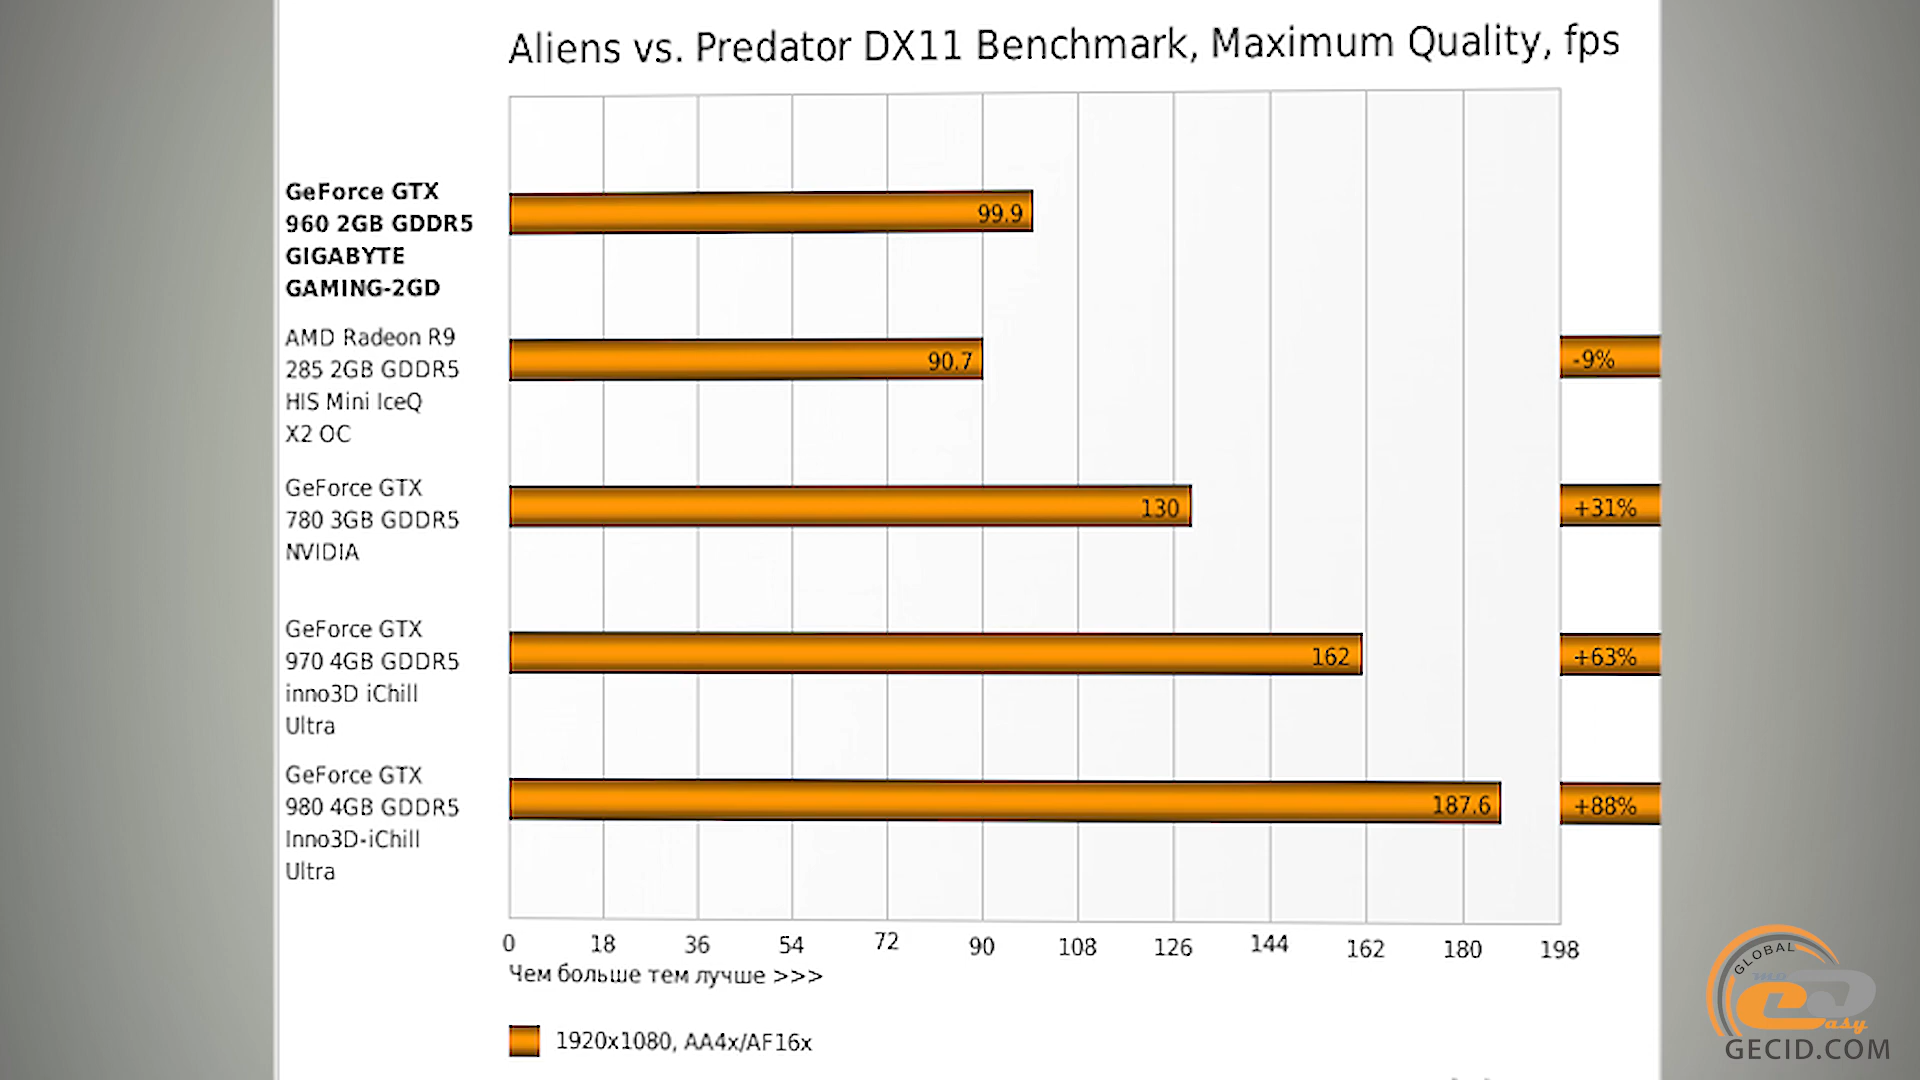 Aliens vs. Predator DX11 Benchmark, Maximum Quality, fps
GeForce GTX
960 2GB GDDR5
GIGABYTE
GAMING-2GD
99.9
AMD Radeon R9
285 2GB GDDR5
HIS Mini IceQ
X2 OC
90.7
-9%
GeForce GTX
780 3GB GDDR5
NVIDIA
130
+31%
GeForce GTX
970 4GB GDDR5
inno3D iChill
Ultra
162
+63%
GeForce GTX
980 4GB GDDR5
Inno3D-iChill
Ultra
187.6
+88%
0 18 36 54 72 90 108 126 144 162 180 198
Чем больше тем лучше >>>
1920x1080, AA4x/AF16x
GLOBAL
easy
GECID.COM